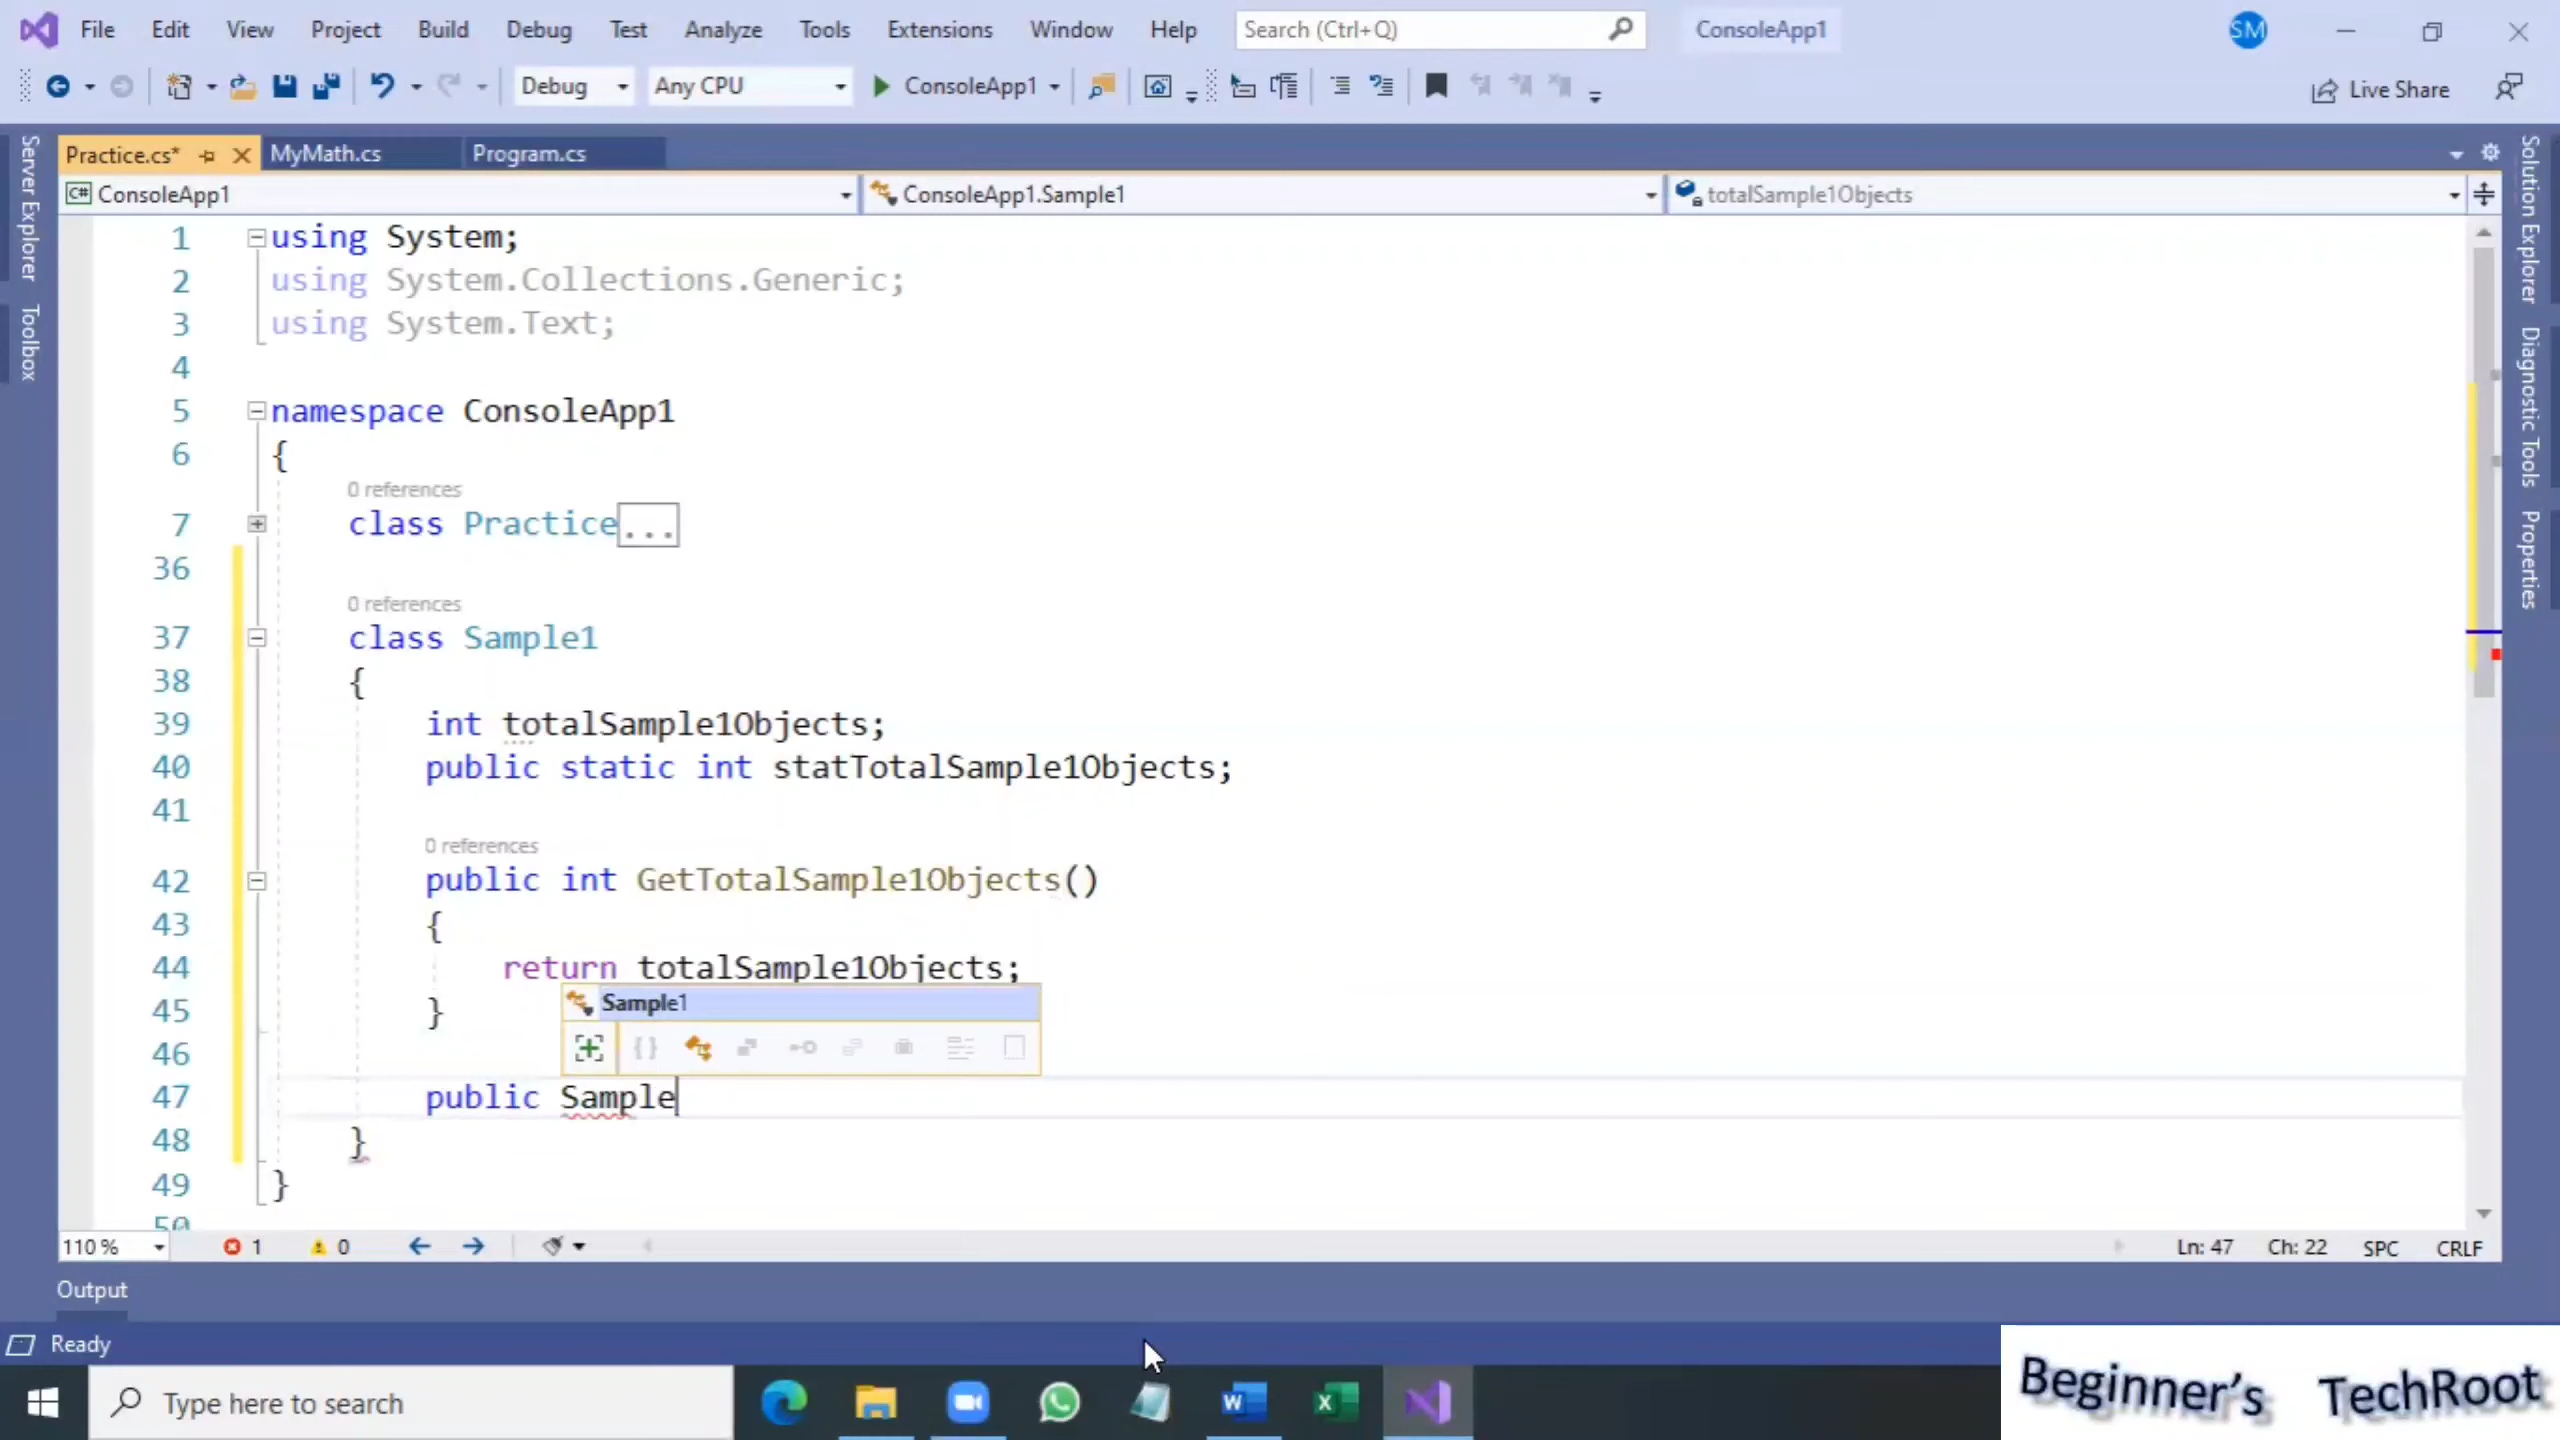 File Edit View Project Build Debug Test Analyze Tools Extensions Window Help Search (Ctrl+Q) ConsoleApp1 SM
Debug Any CPU ConsoleApp1 Live Share
Practice.cs* MyMath.cs Program.cs
ConsoleApp1 ConsoleApp1.Sample1 totalSample1Objects
Server Explorer
Toolbox
Solution Explorer
Diagnostic Tools
Properties
1 using System;
2 using System.Collections.Generic;
3 using System.Text;
4
5 namespace ConsoleApp1
6 {
0 references
7 class Practice...
36
0 references
37 class Sample1
38 {
39 int totalSample1Objects;
40 public static int statTotalSample1Objects;
41
0 references
42 public int GetTotalSample1Objects()
43 {
44 return totalSample1Objects;
Sample1
45 }
46
47 public Sample
48 }
49 }
50
110 % 1 0 Ln: 47 Ch: 22 SPC CRLF
Output
Ready
Type here to search
Beginner's TechRoot